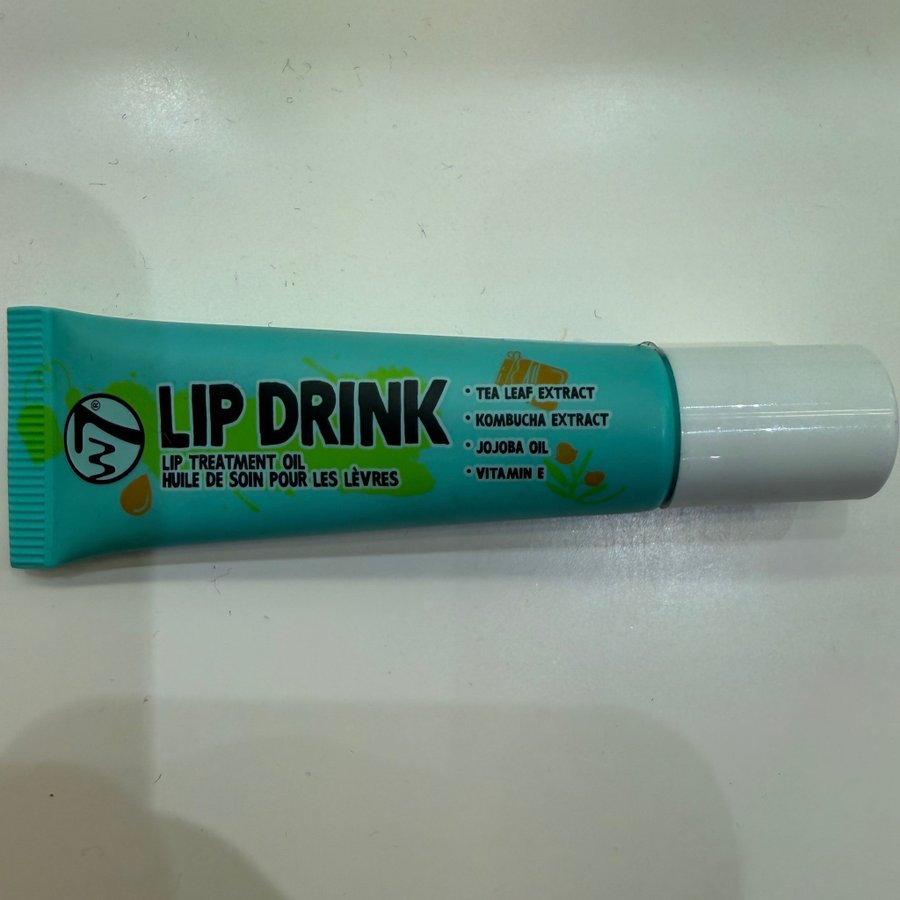 W7®
LIP DRINK
LIP TREATMENT OIL
HUILE DE SOIN POUR LES LÈVRES
• TEA LEAF EXTRACT
• KOMBUCHA EXTRACT
• JOJOBA OIL
• VITAMIN E